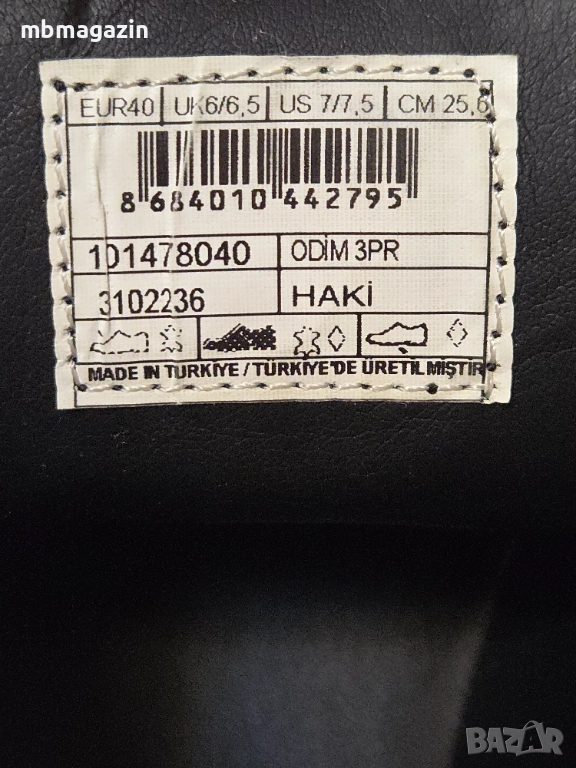 mbmagazin
EUR40 UK6/6,5 US 7/7,5 CM 25,6
8 684010 442795
101478040 ODİM 3PR
3102236 HAKİ
MADE IN TURKIYE / TÜRKİYE'DE ÜRETİLMİŞTİR
BAZAR